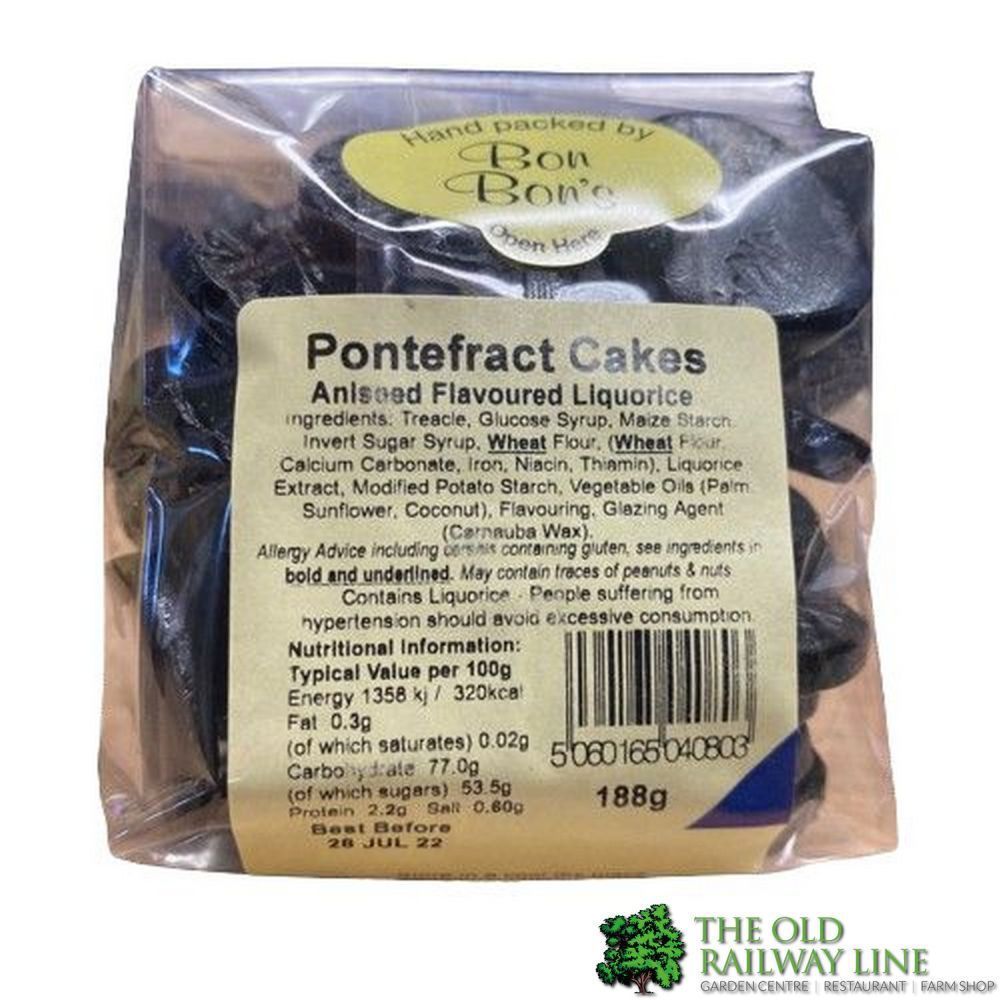 Hand packed by
Bon
Bon's
Open Here
Pontefract Cakes
Aniseed Flavoured Liquorice
Ingredients: Treacle, Glucose Syrup, Maize Starch
Invert Sugar Syrup, Wheat Flour, (Wheat Flour,
Calcium Carbonate, Iron, Niacin, Thiamin), Liquorice
Extract, Modified Potato Starch, Vegetable Oils (Palm
Sunflower, Coconut), Flavouring, Glazing Agent
(Carnauba Wax).
Allergy Advice including cereals containing gluten, see ingredients in
bold and underlined. May contain traces of peanuts & nuts
Contains Liquorice - People suffering from
hypertension should avoid excessive consumption
Nutritional Information:
Typical Value per 100g
Energy 1358 kj / 320kcal
Fat 0.3g
(of which saturates) 0.02g
Carbohydrate 77.0g
(of which sugars) 53.5g
Protein 2.2g Salt 0.60g
Best Before
28 JUL 22
5 060165 040803
188g
THE OLD
RAILWAY LINE
GARDEN CENTRE | RESTAURANT | FARM SHOP